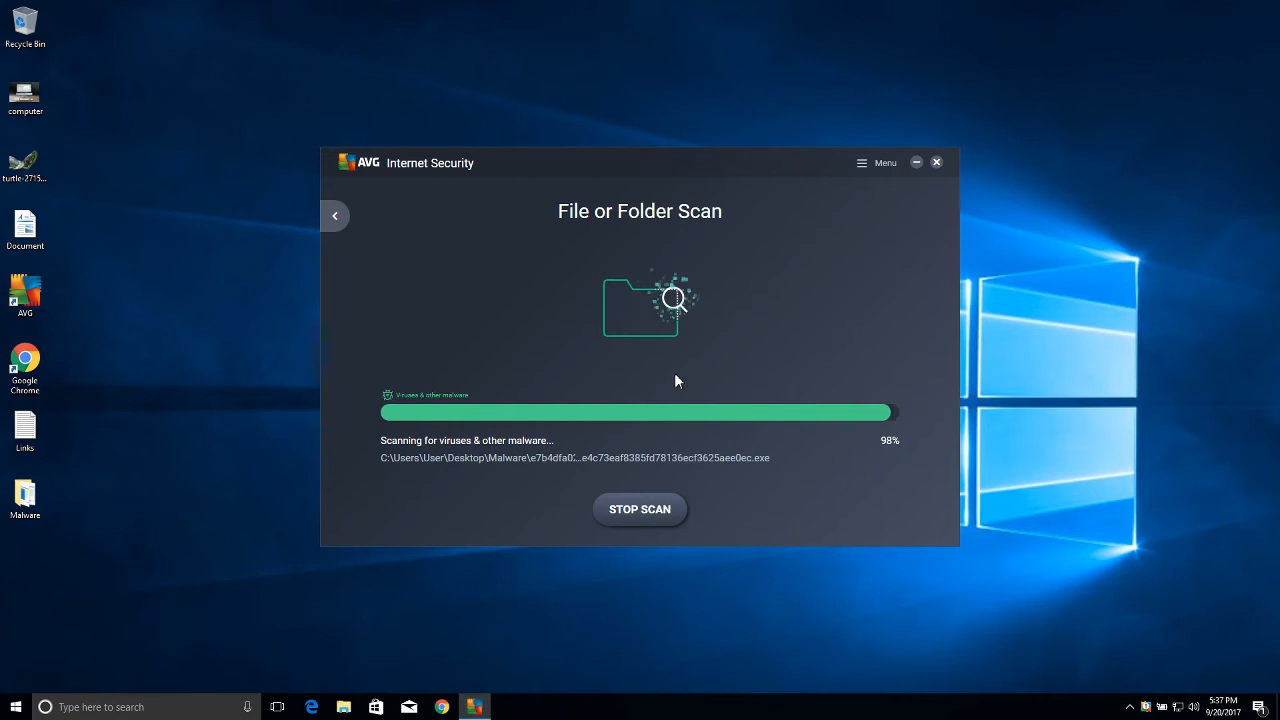 Recycle Bin
computer
turtle-2715...
Document
AVG
Google
Chrome
Links
Malware
AVG Internet Security
Menu
File or Folder Scan
Viruses & other malware
Scanning for viruses & other malware...
98%
C:\Users\User\Desktop\Malware\e7b4dfa0:...e4c73eaf8385fd78136ecf3625aee0ec.exe
STOP SCAN
Type here to search
5:37 PM
9/20/2017